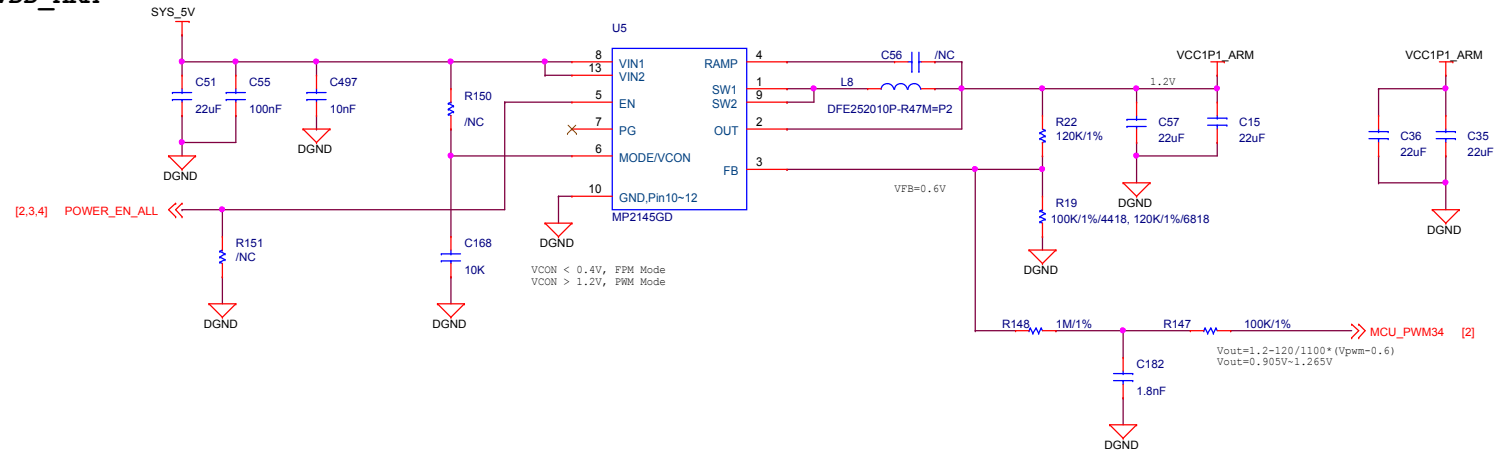 SYS_5V
U5
C51
22uF
C55
100nF
C497
10nF
DGND
DGND
R150
/NC
8
13
5
7
6
10
VIN1
VIN2
EN
PG
MODE/VCON
GND,Pin10~12
RAMP
SW1
SW2
OUT
FB
4
1
9
2
3
MP2145GD
C56
/NC
L8
DFE252010P-R47M=P2
1.2V
VCC1P1_ARM
R22
120K/1%
C57
22uF
C15
22uF
DGND
VFB=0.6V
R19
100K/1%/4418, 120K/1%/6818
DGND
VCC1P1_ARM
C36
22uF
C35
22uF
DGND
[2,3,4]
POWER_EN_ALL
R151
/NC
DGND
C168
10K
DGND
DGND
VCON < 0.4V, FPM Mode
VCON > 1.2V, PWM Mode
R148
1M/1%
R147
100K/1%
MCU_PWM34
[2]
Vout=1.2-120/1100*(Vpwm-0.6)
Vout=0.905V~1.265V
C182
1.8nF
DGND